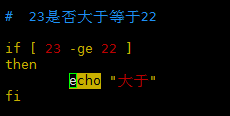 #  23是否大于等于22
if [ 23 -ge 22 ]
then
echo "大于"
fi